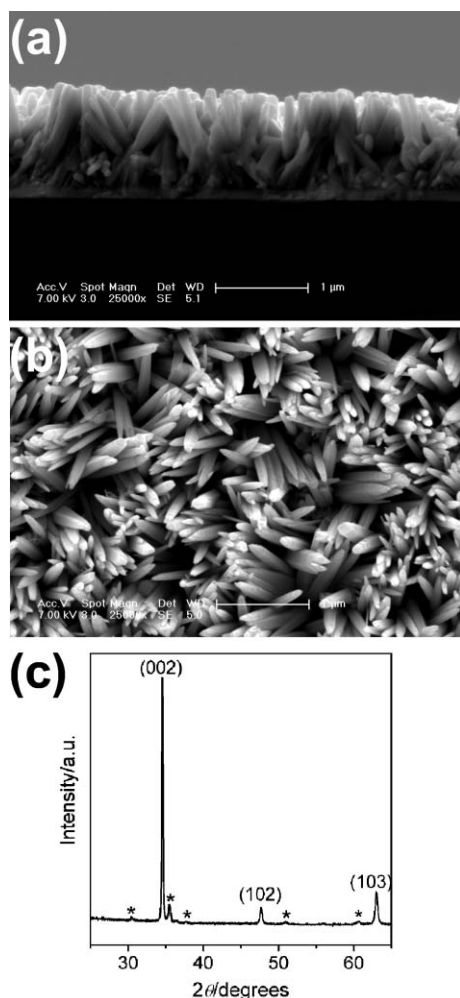 (a)
Acc.V Spot Magn Det WD
7.00 kV 3.0 25000x SE 5.1 1 µm
(b)
Acc.V Spot Magn Det
7.00 kV 3.0 SE 5.0
(c)
(002)
(102)
(103)
*
*
*
*
*
Intensity/a.u.
30 40 50 60
2θ/degrees